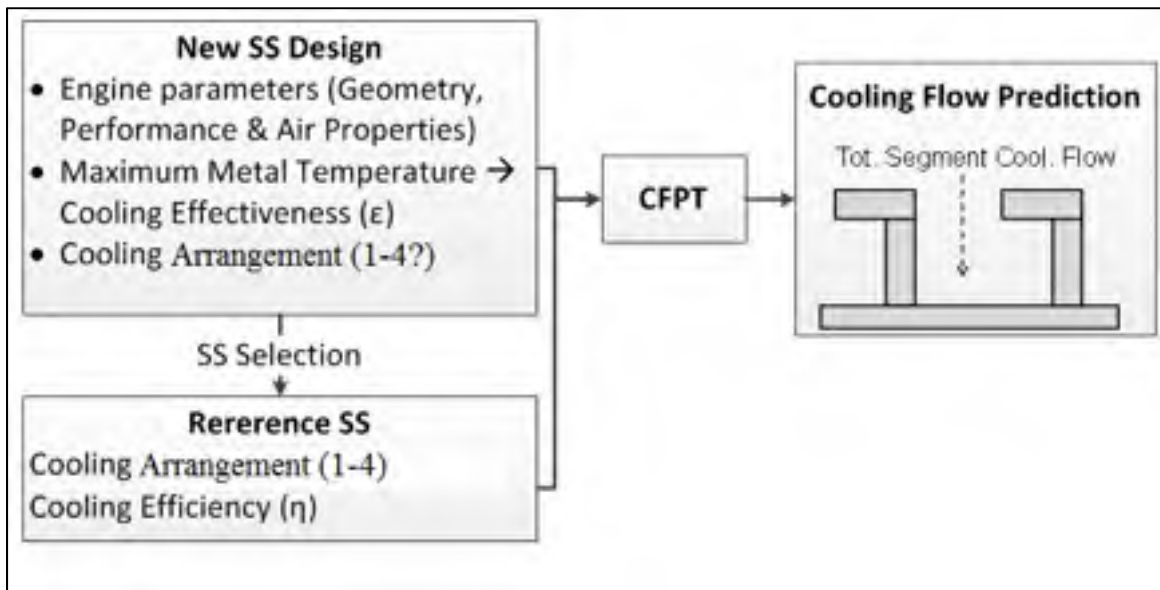 New SS Design
• Engine parameters (Geometry,
Performance & Air Properties)
• Maximum Metal Temperature →
Cooling Effectiveness (ε)
• Cooling Arrangement (1-4?)
SS Selection
Rererence SS
Cooling Arrangement (1-4)
Cooling Efficiency (η)
CFPT
Cooling Flow Prediction
Tot. Segment Cool. Flow